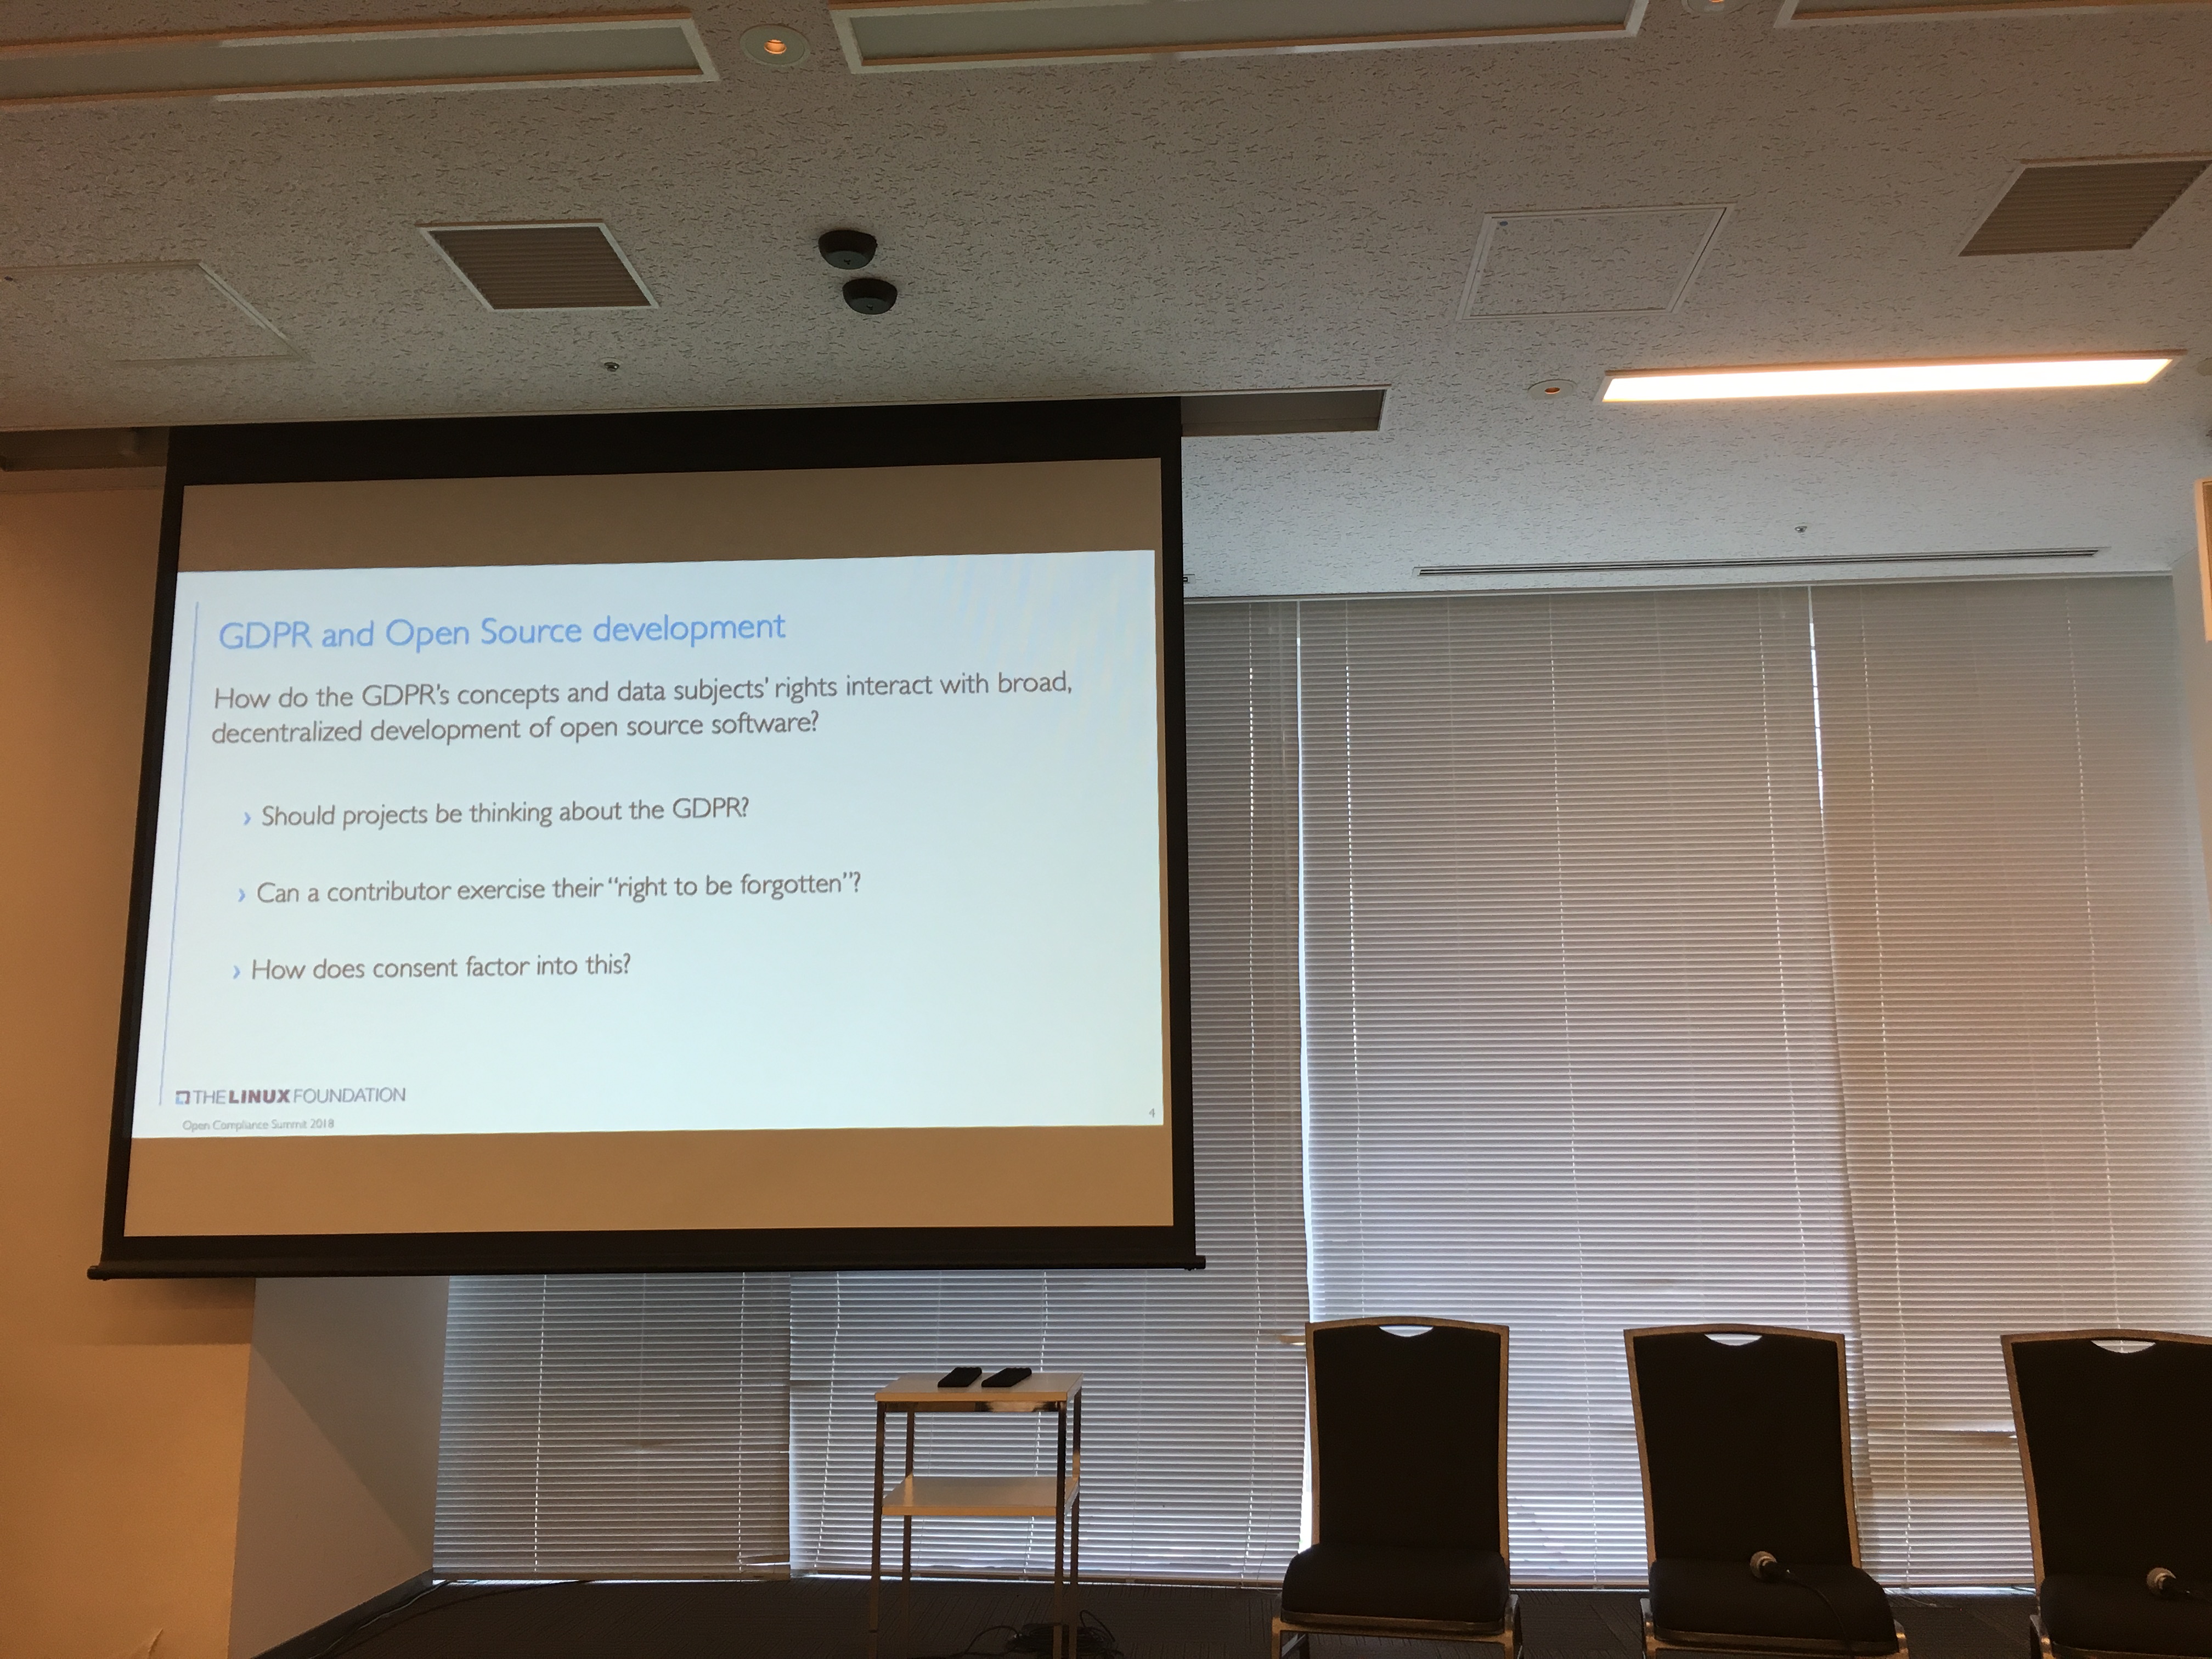 GDPR and Open Source development
How do the GDPR's concepts and data subjects' rights interact with broad,
decentralized development of open source software?
› Should projects be thinking about the GDPR?
› Can a contributor exercise their “right to be forgotten”?
› How does consent factor into this?
THE LINUX FOUNDATION
Open Compliance Summit 2018
4